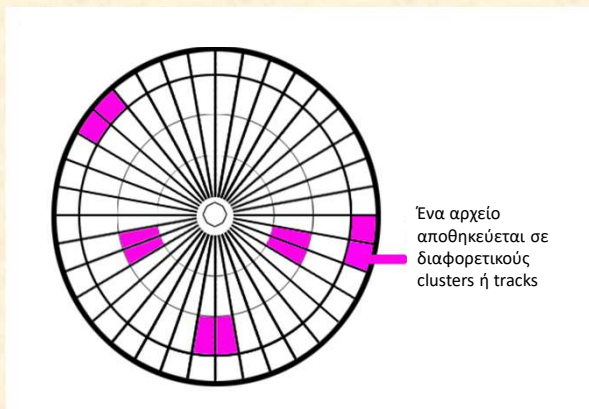 Ένα αρχείο
αποθηκεύεται σε
διαφορετικούς
clusters ή tracks